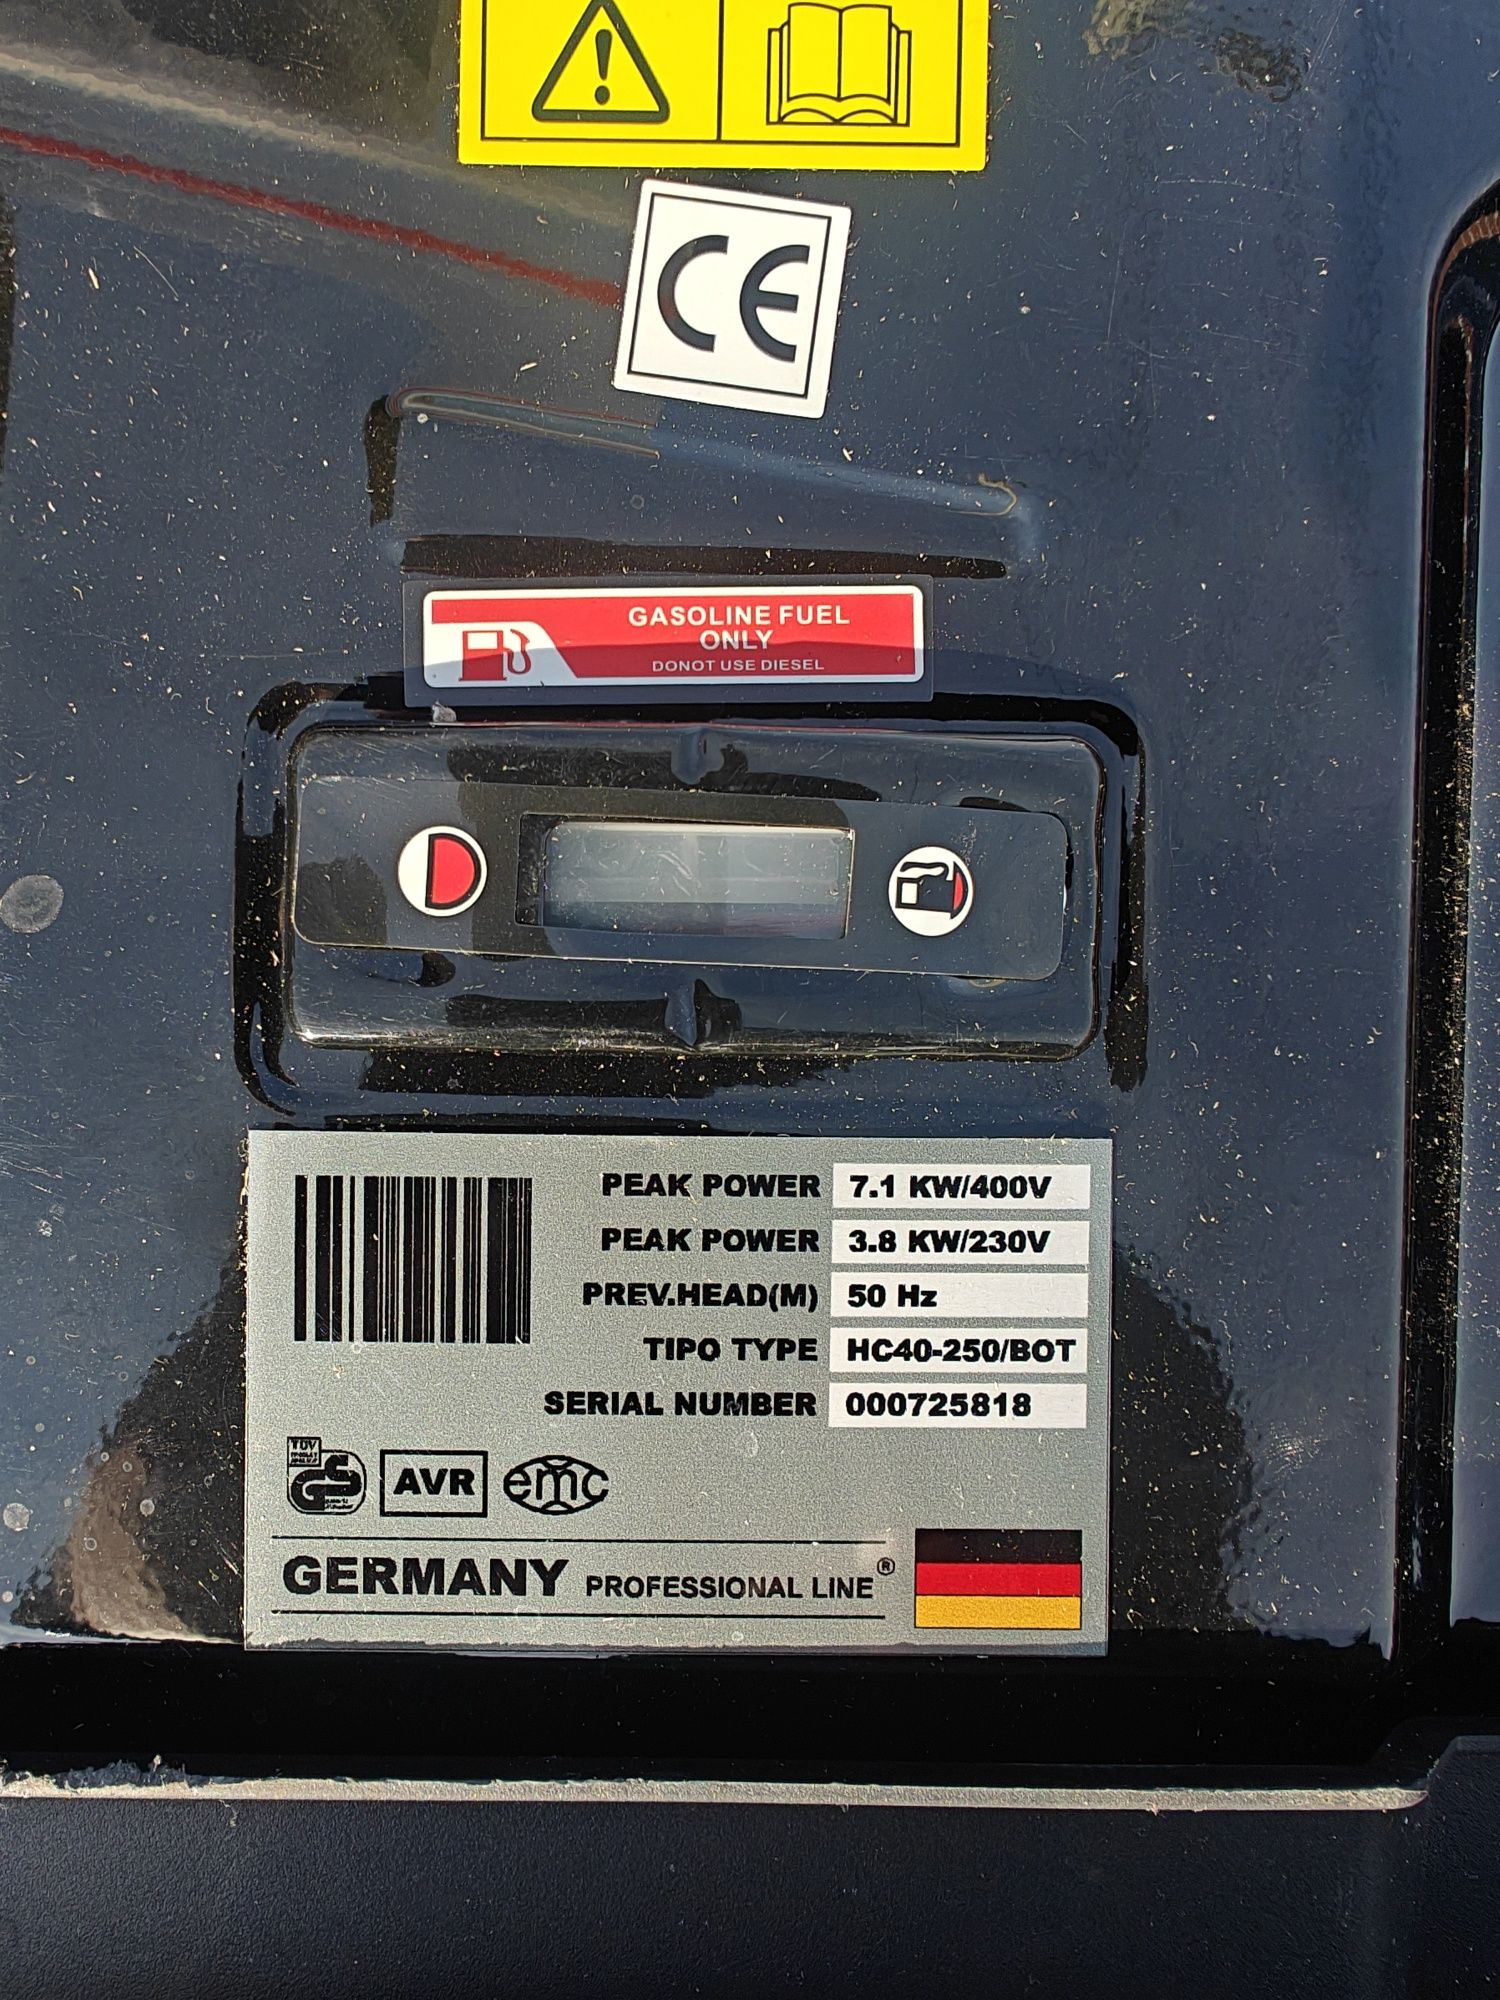 CE
GASOLINE FUEL
ONLY
DONOT USE DIESEL
PEAK POWER 7.1 KW/400V
PEAK POWER 3.8 KW/230V
PREV.HEAD(M) 50 Hz
TIPO TYPE HC40-250/BOT
SERIAL NUMBER 000725818
TÜV
GS
AVR
emc
GERMANY PROFESSIONAL LINE®